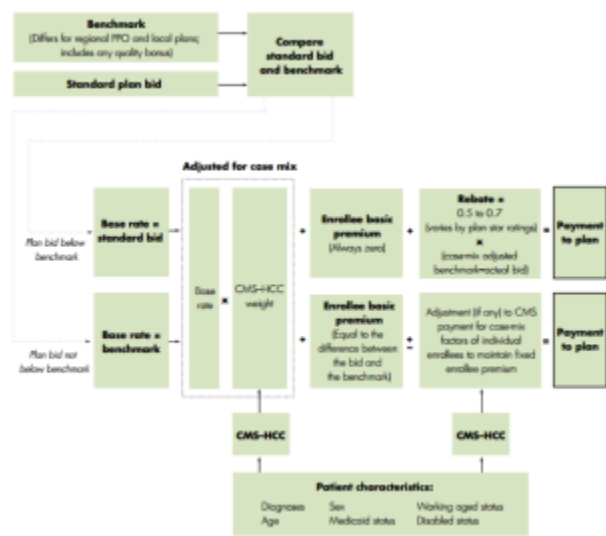 Benchmark
(Differs for regional PPO and local plans;
includes any quality bonus)
Compare
standard bid
and benchmark
Standard plan bid
Adjusted for case mix
Plan bid below
benchmark
Base rate =
standard bid
Base
rate
×
CMS–HCC
weight
+
Enrollee basic
premium
(Always zero)
+
Rebate =
0.5 to 0.7
(varies by plan star ratings)
×
(case-mix adjusted
benchmark–actual bid)
=
Payment
to plan
Plan bid not
below benchmark
Base rate =
benchmark
+
Enrollee basic
premium
(Equal to the
difference between
the bid and
the benchmark)
±
Adjustment (if any) to CMS
payment for case-mix
factors of individual
enrollees to maintain fixed
enrollee premium
=
Payment
to plan
CMS–HCC
CMS–HCC
Patient characteristics:
Diagnoses Sex Working aged status
Age Medicaid status Disabled status